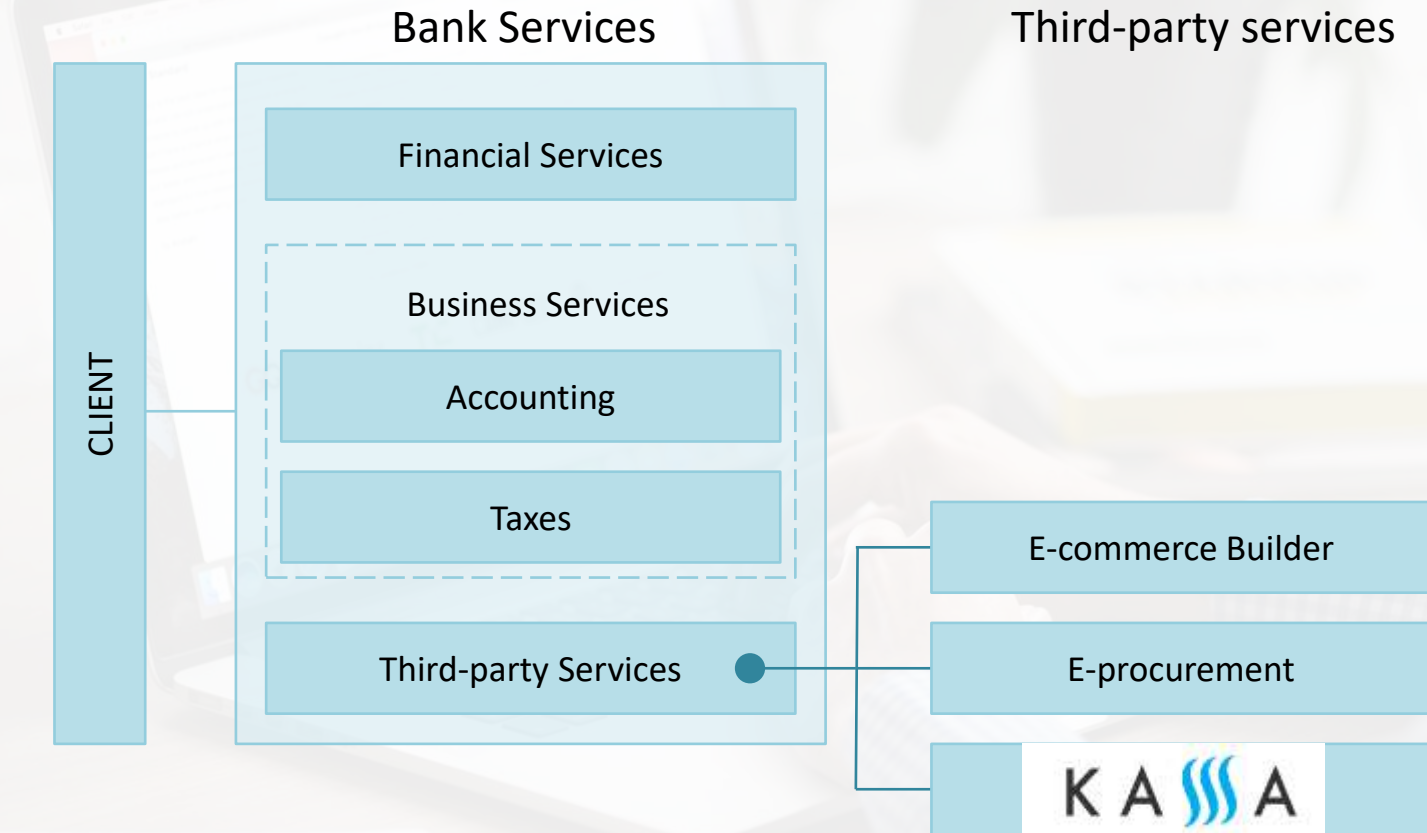 Bank Services
Third-party services
CLIENT
Financial Services
Business Services
Accounting
Taxes
Third-party Services
E-commerce Builder
E-procurement
KASSA